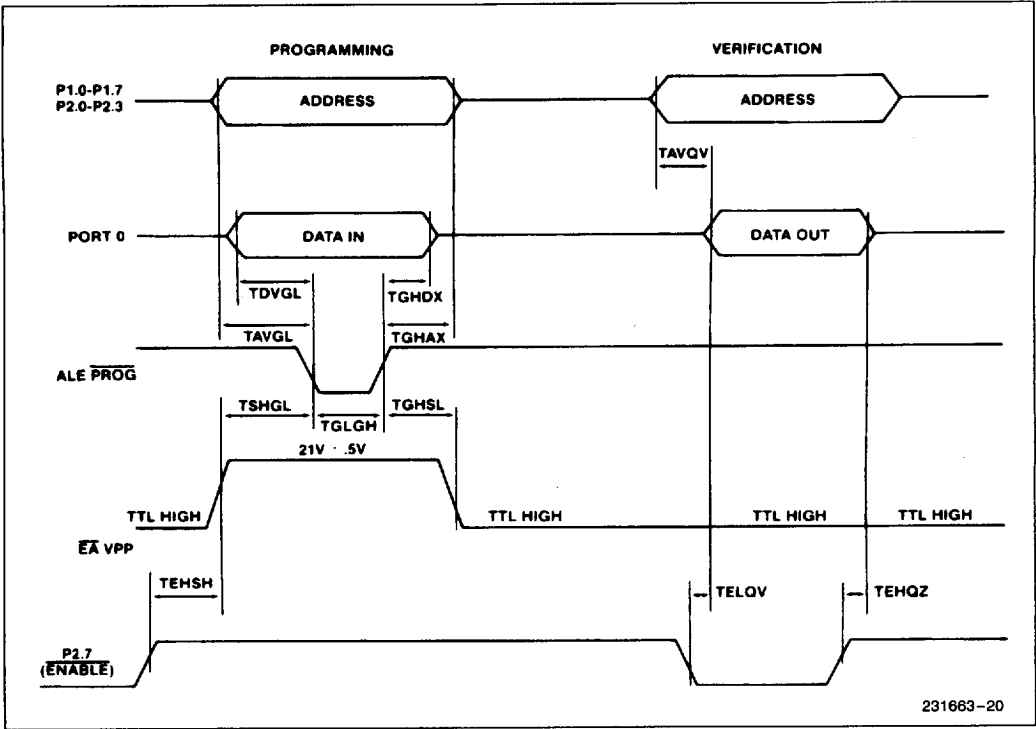 PROGRAMMING
VERIFICATION
P1.0-P1.7
P2.0-P2.3
ADDRESS
ADDRESS
TAVQV
PORT 0
DATA IN
DATA OUT
TDVGL
TGHDX
TAVGL
TGHAX
ALE PROG
TSHGL
TGLGH
TGHSL
21V · .5V
TTL HIGH
TTL HIGH
TTL HIGH
TTL HIGH
EA VPP
TEHSH
TELQV
TEHQZ
P2.7
(ENABLE)
231663-20